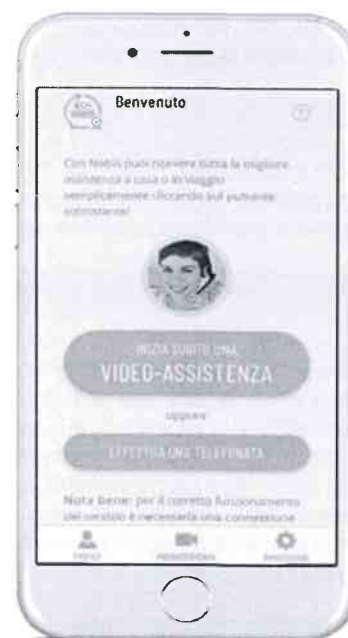 Benvenuto
Con Nobis puoi ricevere tutta la migliore
assistenza a casa o in viaggio
semplicemente cliccando sul pulsante
sottostante!
INIZIA SUBITO UNA
VIDEO-ASSISTENZA
oppure
EFFETTUA UNA TELEFONATA
Nota bene: per il corretto funzionamento
del servizio è necessaria una connessione